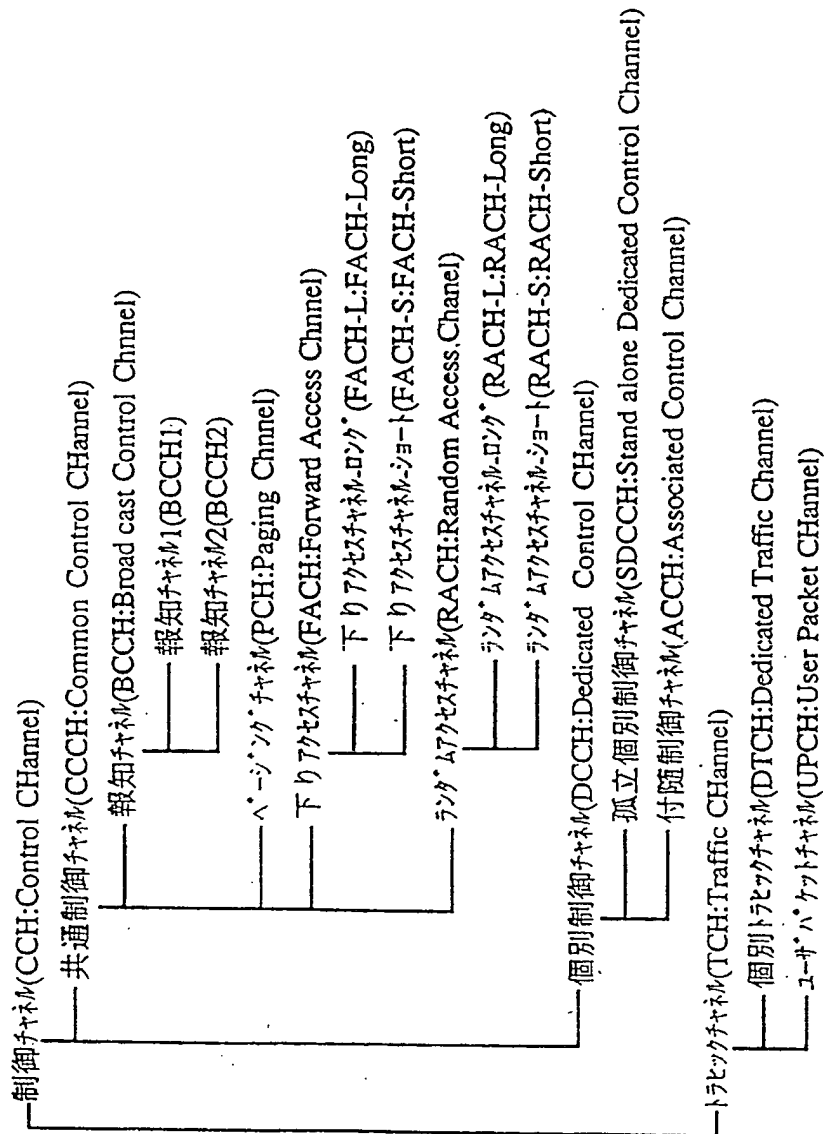 制御ﾁｬﾈﾙ(CCH:Control CHannel)
共通制御ﾁｬﾈﾙ(CCCH:Common Control CHannel)
報知ﾁｬﾈﾙ(BCCH:Broad cast Control Chnnel)
報知ﾁｬﾈﾙ1(BCCH1)
報知ﾁｬﾈﾙ2(BCCH2)
ﾍﾟｰｼﾞﾝｸﾞﾁｬﾈﾙ(PCH:Paging Chnnel)
下りｱｸｾｽﾁｬﾈﾙ(FACH:Forward Access Chnnel)
下りｱｸｾｽﾁｬﾈﾙ-ﾛﾝｸﾞ(FACH-L:FACH-Long)
下りｱｸｾｽﾁｬﾈﾙ-ｼｮｰﾄ(FACH-S:FACH-Short)
ﾗﾝﾀﾞﾑｱｸｾｽﾁｬﾈﾙ(RACH:Random Access.Chanel)
ﾗﾝﾀﾞﾑｱｸｾｽﾁｬﾈﾙ-ﾛﾝｸﾞ(RACH-L:RACH-Long)
ﾗﾝﾀﾞﾑｱｸｾｽﾁｬﾈﾙ-ｼｮｰﾄ(RACH-S:RACH-Short)
個別制御ﾁｬﾈﾙ(DCCH:Dedicated Control CHannel)
孤立個別制御ﾁｬﾈﾙ(SDCCH:Stand alone Dedicated Control Channel)
付随制御ﾁｬﾈﾙ(ACCH:Associated Control Channel)
ﾄﾗﾋｯｸﾁｬﾈﾙ(TCH:Traffic CHannel)
個別ﾄﾗﾋｯｸﾁｬﾈﾙ(DTCH:Dedicated Traffic Channel)
ﾕｰｻﾞﾊﾟｹｯﾄﾁｬﾈﾙ(UPCH:User Packet CHannel)